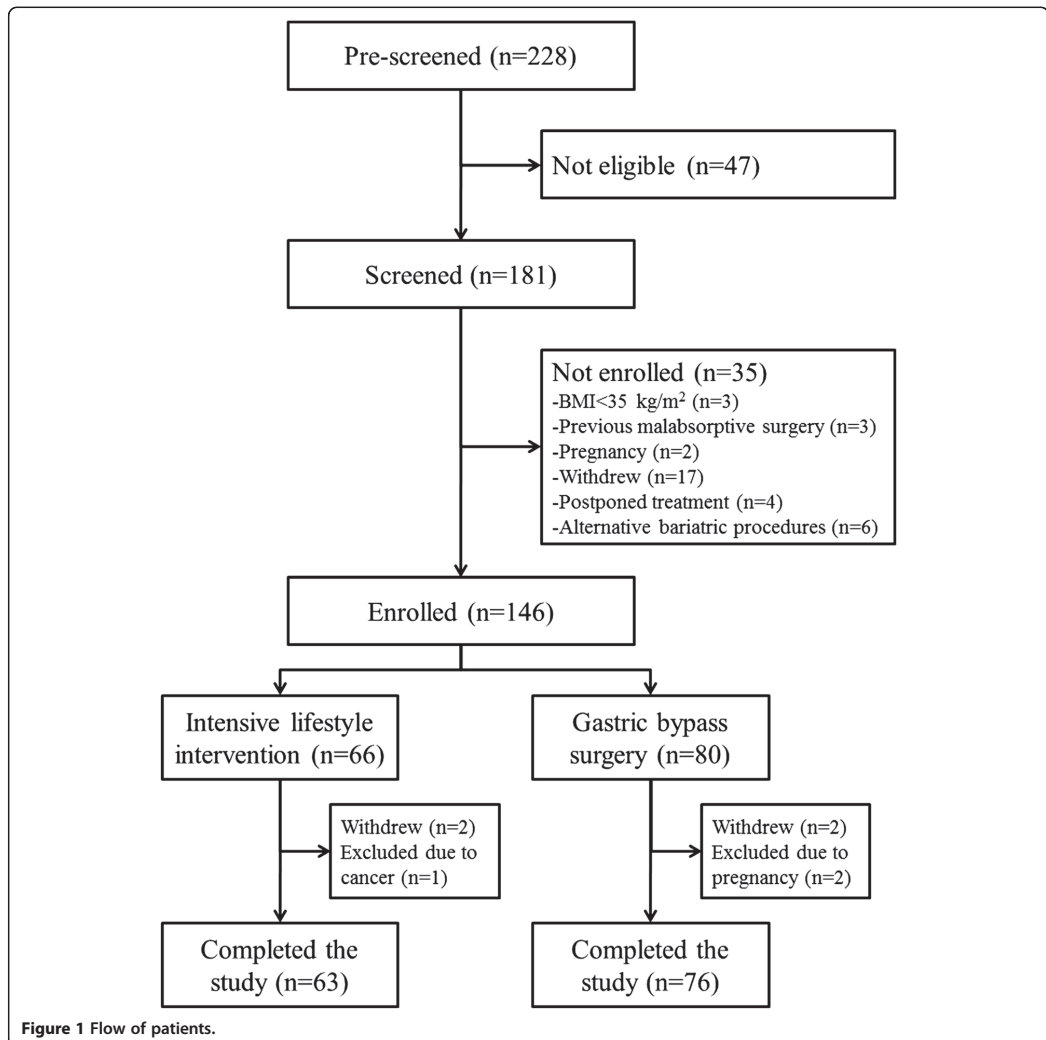 Pre-screened (n=228)
Not eligible (n=47)
Screened (n=181)
Not enrolled (n=35)
-BMI<35 kg/m² (n=3)
-Previous malabsorptive surgery (n=3)
-Pregnancy (n=2)
-Withdrew (n=17)
-Postponed treatment (n=4)
-Alternative bariatric procedures (n=6)
Enrolled (n=146)
Intensive lifestyle
intervention (n=66)
Gastric bypass
surgery (n=80)
Withdrew (n=2)
Excluded due to
cancer (n=1)
Withdrew (n=2)
Excluded due to
pregnancy (n=2)
Completed the
study (n=63)
Completed the
study (n=76)
Figure 1 Flow of patients.